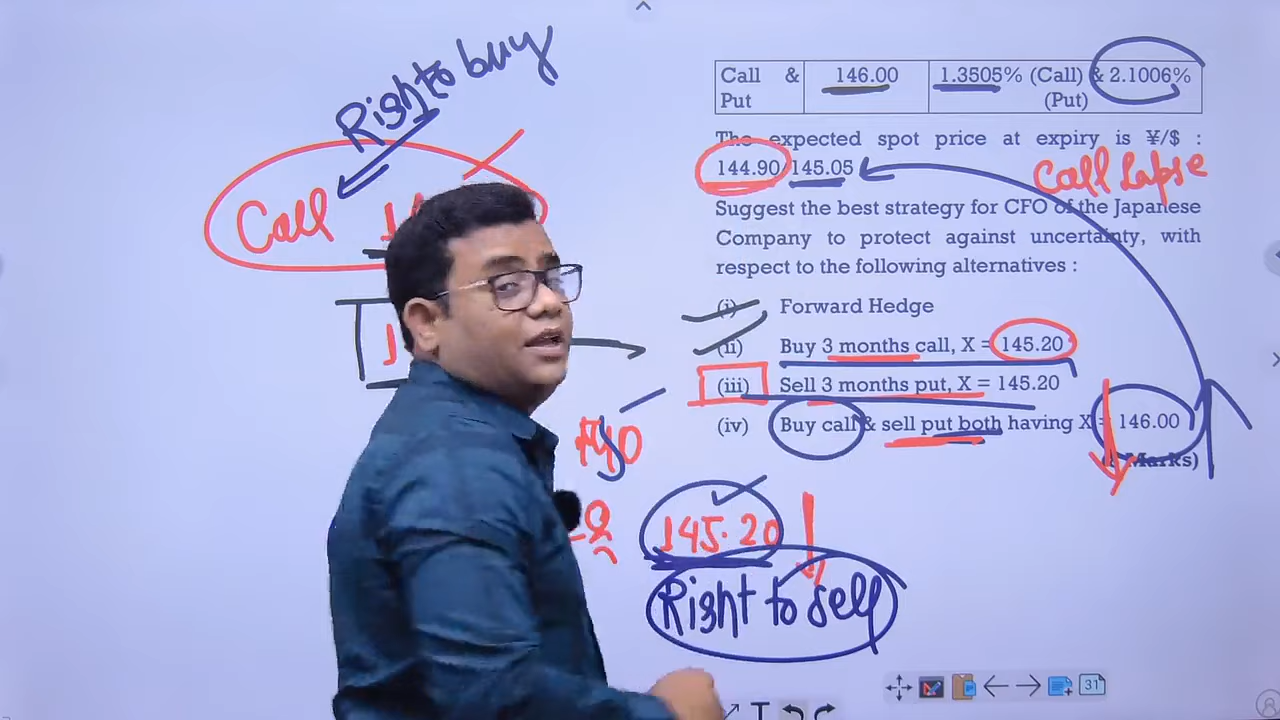 Right to buy
Call
Call & Put 146.00 1.3505% (Call) & 2.1006% (Put)
The expected spot price at expiry is ¥/$ :
144.90 145.05
Call Lapse
Suggest the best strategy for CFO of the Japanese
Company to protect against uncertainty, with
respect to the following alternatives :
(i) Forward Hedge
(ii) Buy 3 months call, X = 145.20
(iii) Sell 3 months put, X = 145.20
(iv) Buy call & sell put both having X = 146.00
Marks)
145.20
Right to sell
31
T